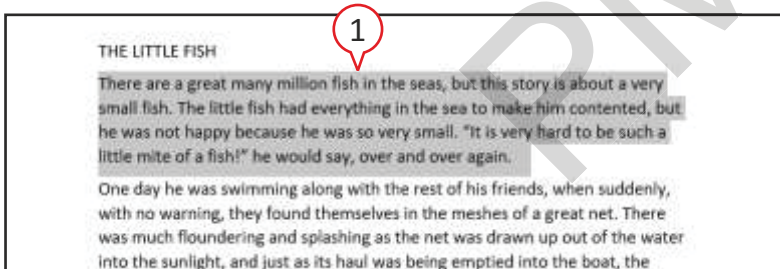 1
THE LITTLE FISH
There are a great many million fish in the seas, but this story is about a very
small fish. The little fish had everything in the sea to make him contented, but
he was not happy because he was so very small. "It is very hard to be such a
little mite of a fish!" he would say, over and over again.
One day he was swimming along with the rest of his friends, when suddenly,
with no warning, they found themselves in the meshes of a great net. There
was much floundering and splashing as the net was drawn up out of the water
into the sunlight, and just as its haul was being emptied into the boat, the